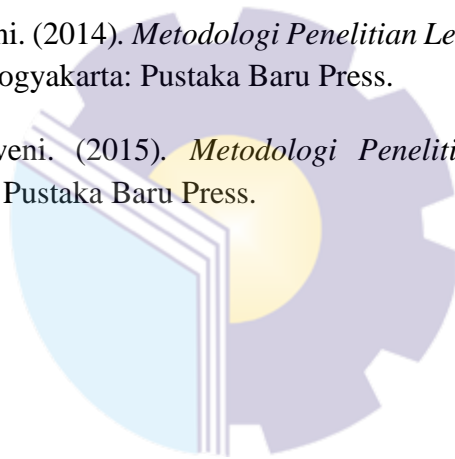 ni. (2014). Metodologi Penelitian Le
ogyakarta: Pustaka Baru Press.
veni. (2015). Metodologi Peneliti
Pustaka Baru Press.